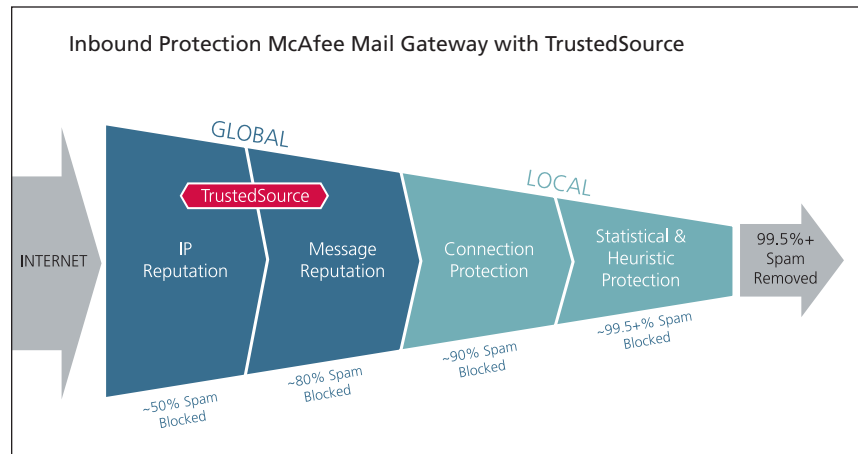 Inbound Protection McAfee Mail Gateway with TrustedSource
GLOBAL
LOCAL
TrustedSource
INTERNET
IP
Reputation
Message
Reputation
Connection
Protection
Statistical &
Heuristic
Protection
99.5%+
Spam
Removed
~50% Spam
Blocked
~80% Spam
Blocked
~90% Spam
Blocked
~99.5+% Spam
Blocked